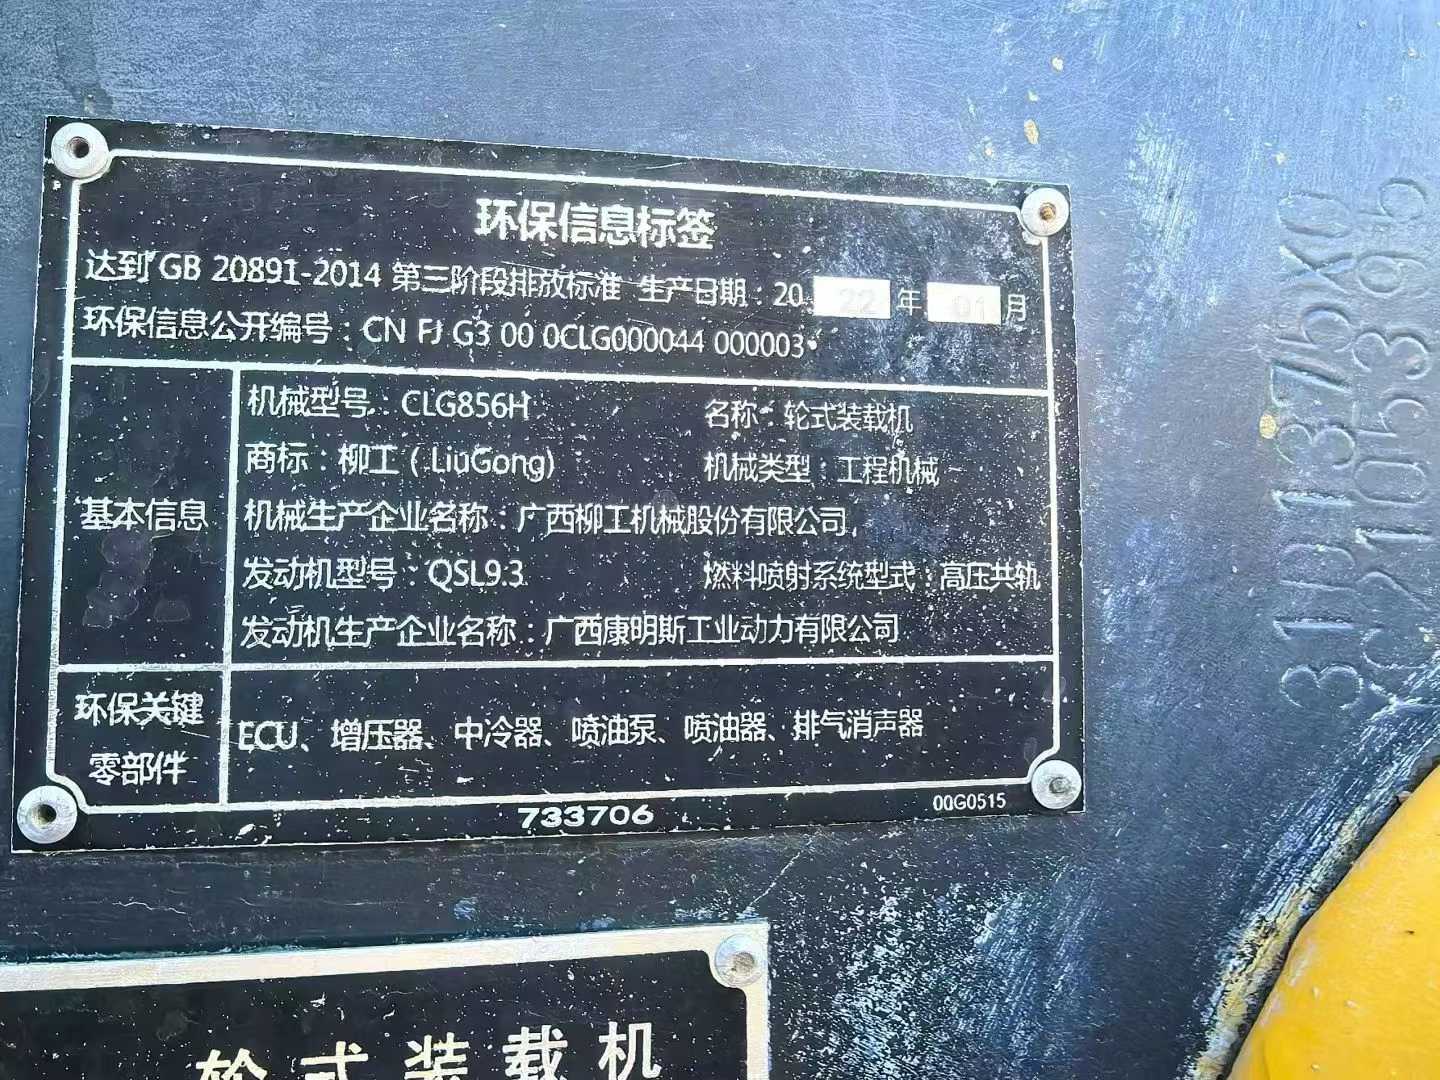 环保信息标签
达到GB 20891-2014 第三阶段排放标准 生产日期：20 22 年 01 月
环保信息公开编号：CN FJ G3 00 0CLG000044 000003
基本信息
机械型号：CLG856H 名称：轮式装载机
商标：柳工（LiuGong) 机械类型：工程机械
机械生产企业名称：广西柳工机械股份有限公司
发动机型号：QSL9.3 燃料喷射系统型式：高压共轨
发动机生产企业名称：广西康明斯工业动力有限公司
环保关键
零部件
ECU、增压器、中冷器、喷油泵、喷油器、排气消声器
733706
00G0515
轮式装载机